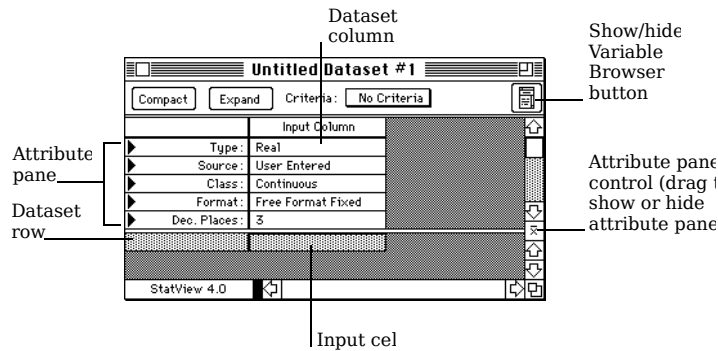 Dataset
column
Show/hide
Variable
Browser
button
Untitled Dataset #1
Compact Expand Criteria: No Criteria
Input Column
Attribute
pane
Type: Real
Source: User Entered
Class: Continuous
Format: Free Format Fixed
Dec. Places: 3
Dataset
row
Attribute pane
control (drag t
show or hide
attribute pane
StatView 4.0
Input cel